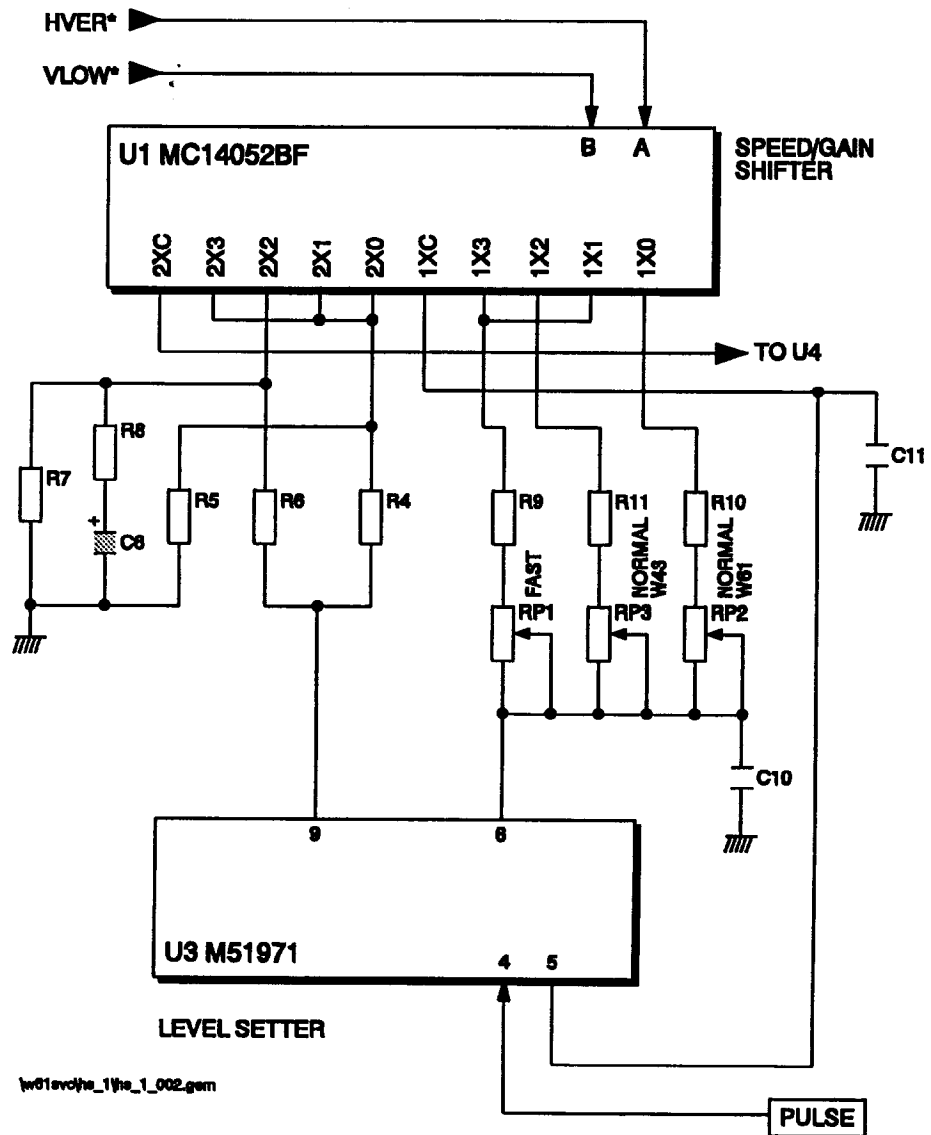 HVER*
VLOW*
U1 MC14052BF
B
A
SPEED/GAIN
SHIFTER
2XC
2X3
2X2
2X1
2X0
1XC
1X3
1X2
1X1
1X0
TO U4
R8
R7
R5
R6
R4
R9
R11
R10
C11
+
C6
FAST
NORMAL
W43
NORMAL
W61
RP1
RP3
RP2
C10
9
6
U3 M51971
4
5
LEVEL SETTER
\w61svc\hs_1\hs_1_002.gem
PULSE